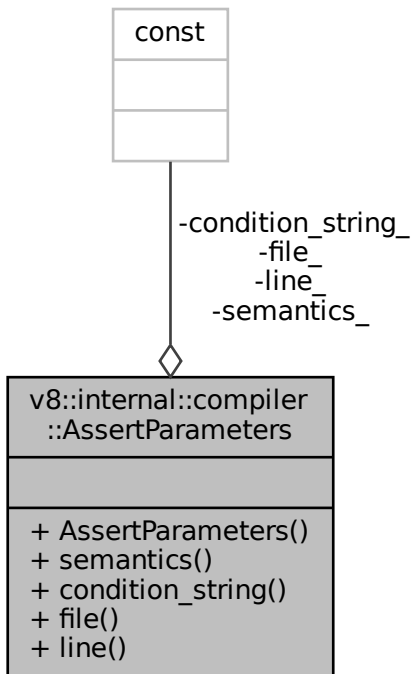 const
-condition_string_
-file_
-line_
-semantics_
v8::internal::compiler
::AssertParameters
+ AssertParameters()
+ semantics()
+ condition_string()
+ file()
+ line()